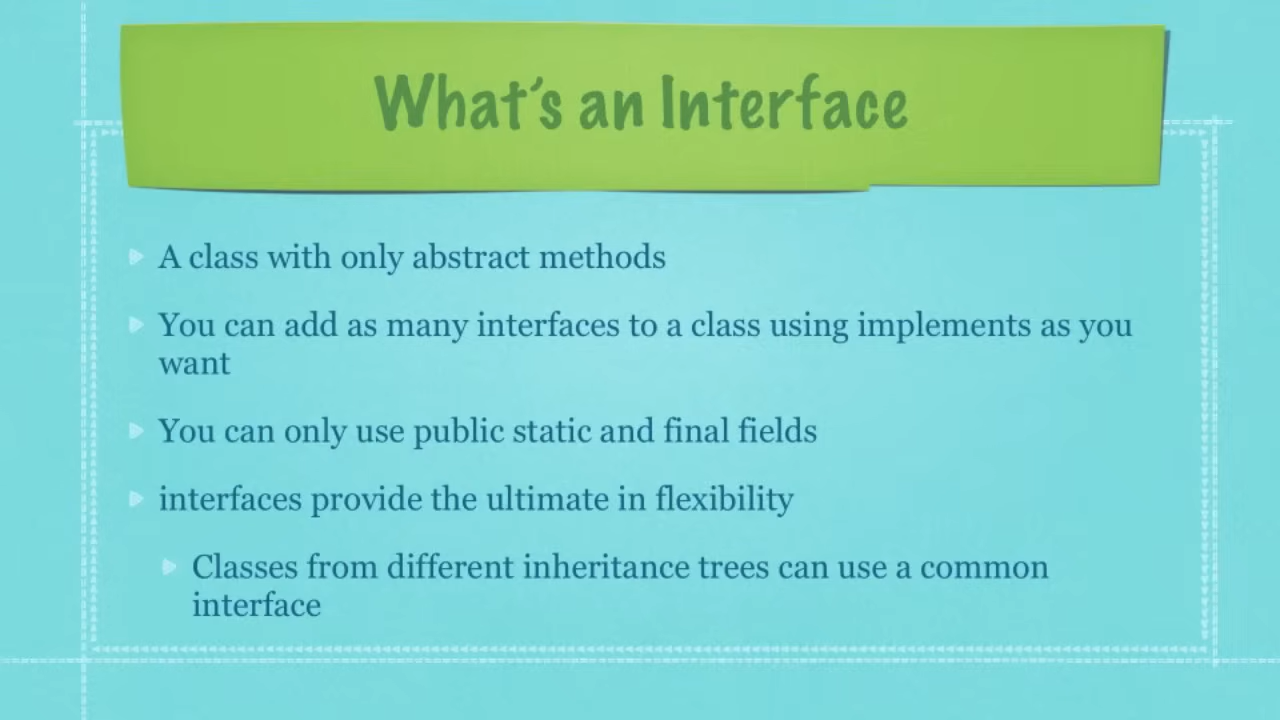 What's an Interface
A class with only abstract methods
You can add as many interfaces to a class using implements as you
want
You can only use public static and final fields
interfaces provide the ultimate in flexibility
Classes from different inheritance trees can use a common
interface